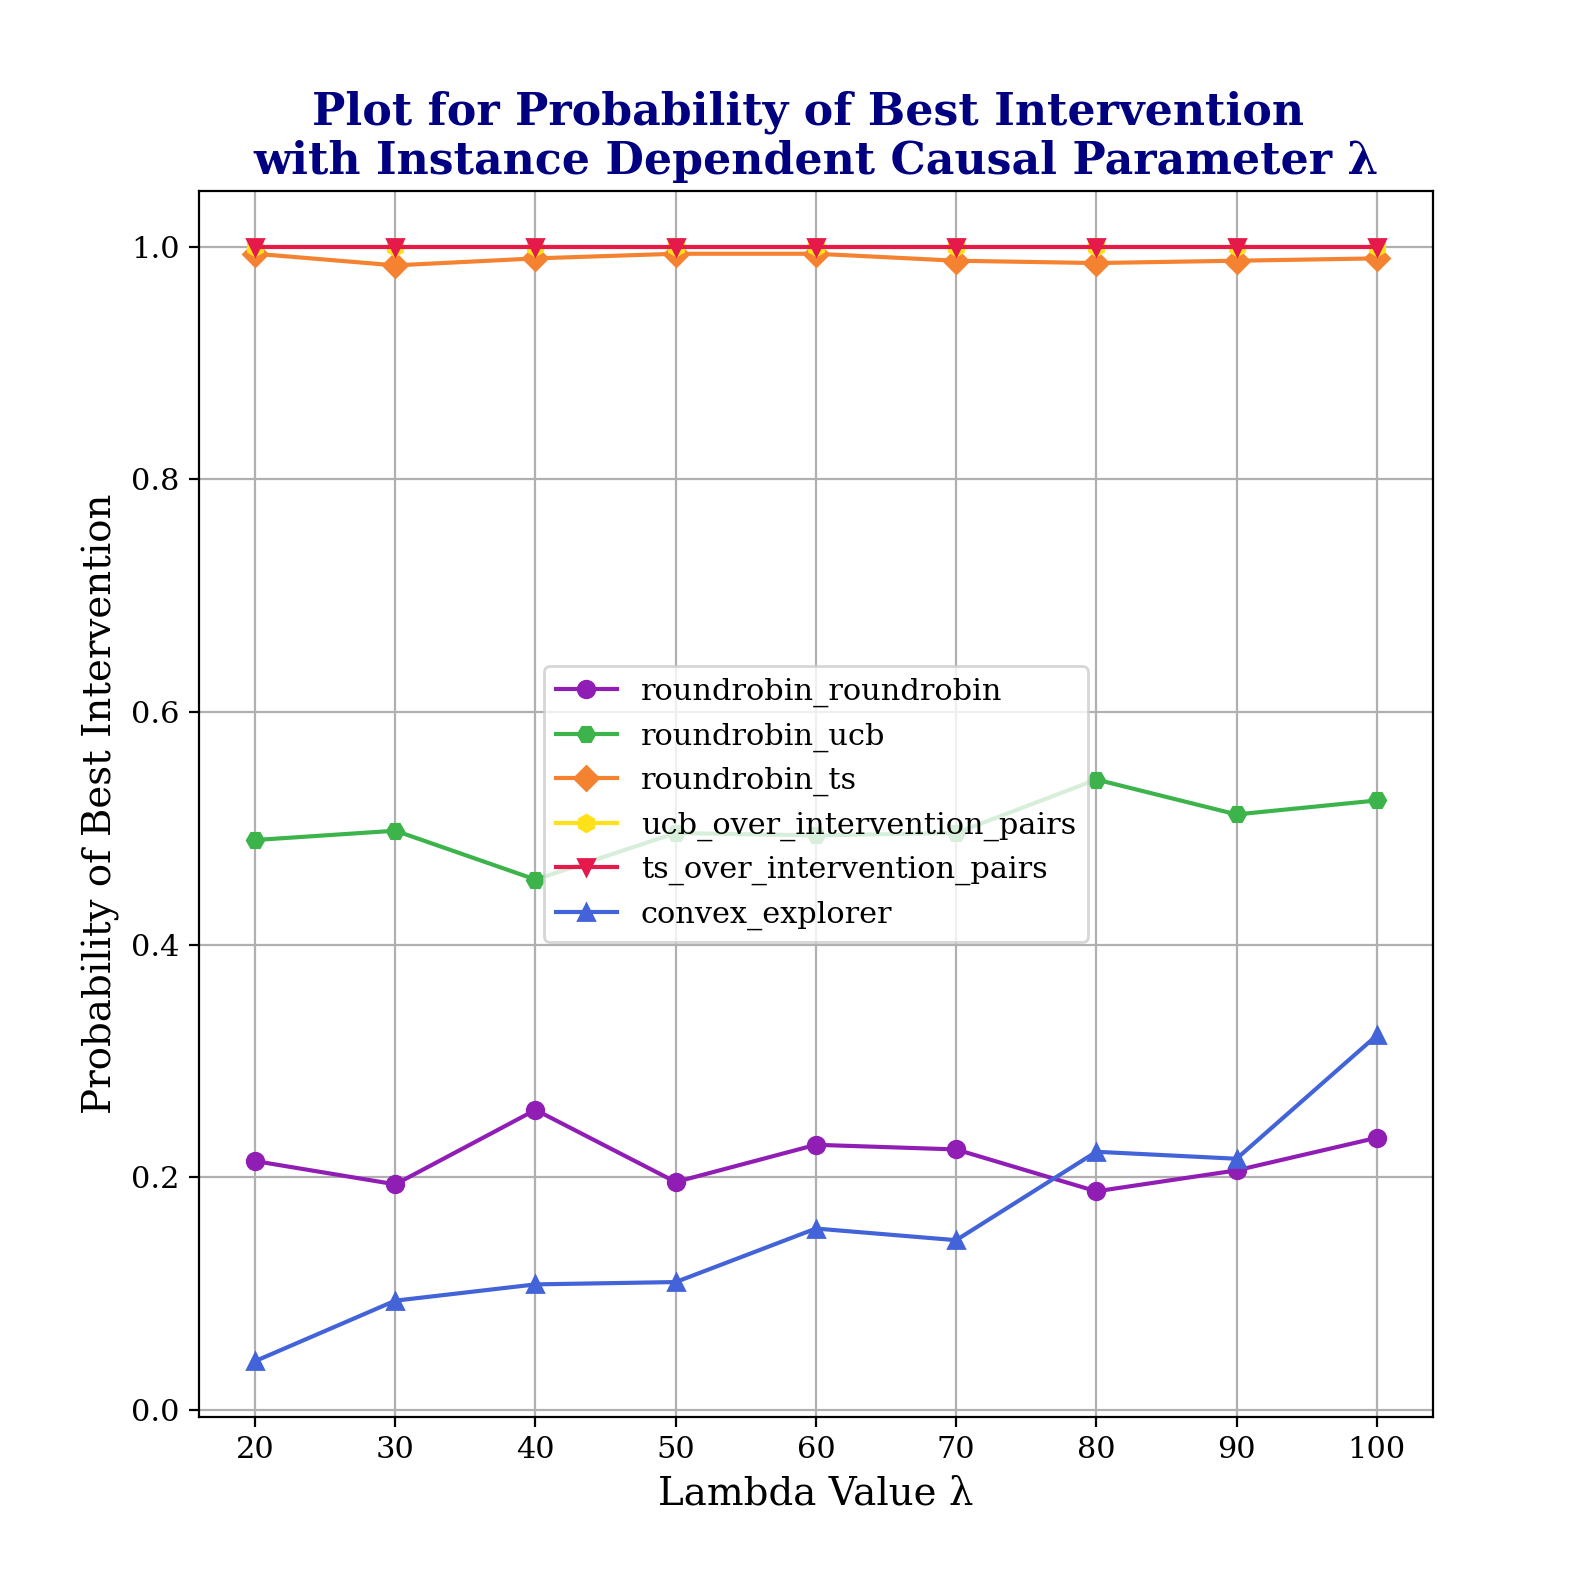 Plot for Probability of Best Intervention
with Instance Dependent Causal Parameter λ
Probability of Best Intervention
1.0
0.8
0.6
0.4
0.2
0.0
roundrobin_roundrobin
roundrobin_ucb
roundrobin_ts
ucb_over_intervention_pairs
ts_over_intervention_pairs
convex_explorer
20 30 40 50 60 70 80 90 100
Lambda Value λ